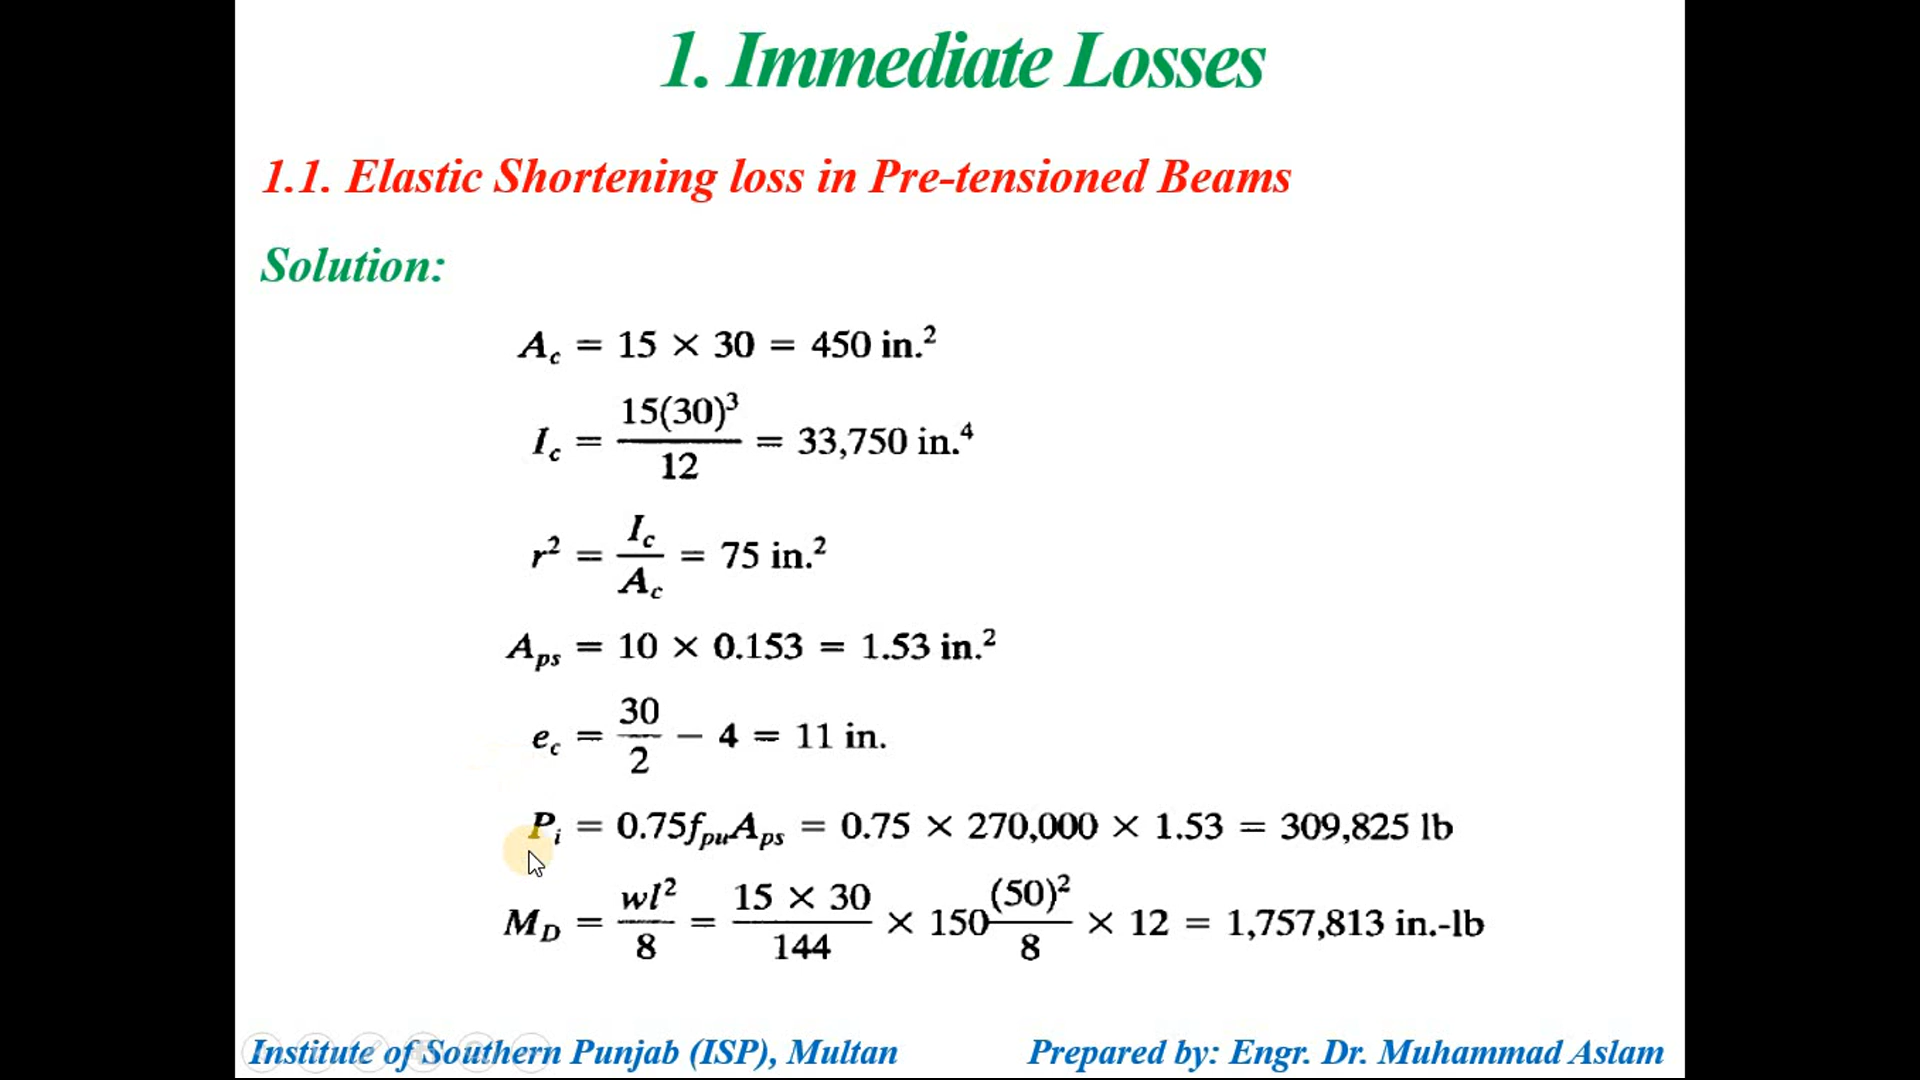 1. Immediate Losses
1.1. Elastic Shortening loss in Pre-tensioned Beams
Solution:
A_c = 15 × 30 = 450 in.²
I_c = 15(30)³/12 = 33,750 in.⁴
r² = I_c/A_c = 75 in.²
A_ps = 10 × 0.153 = 1.53 in.²
e_c = 30/2 − 4 = 11 in.
P_i = 0.75f_puA_ps = 0.75 × 270,000 × 1.53 = 309,825 lb
M_D = wl²/8 = 15 × 30/144 × 150 (50)²/8 × 12 = 1,757,813 in.-lb
Institute of Southern Punjab (ISP), Multan
Prepared by: Engr. Dr. Muhammad Aslam